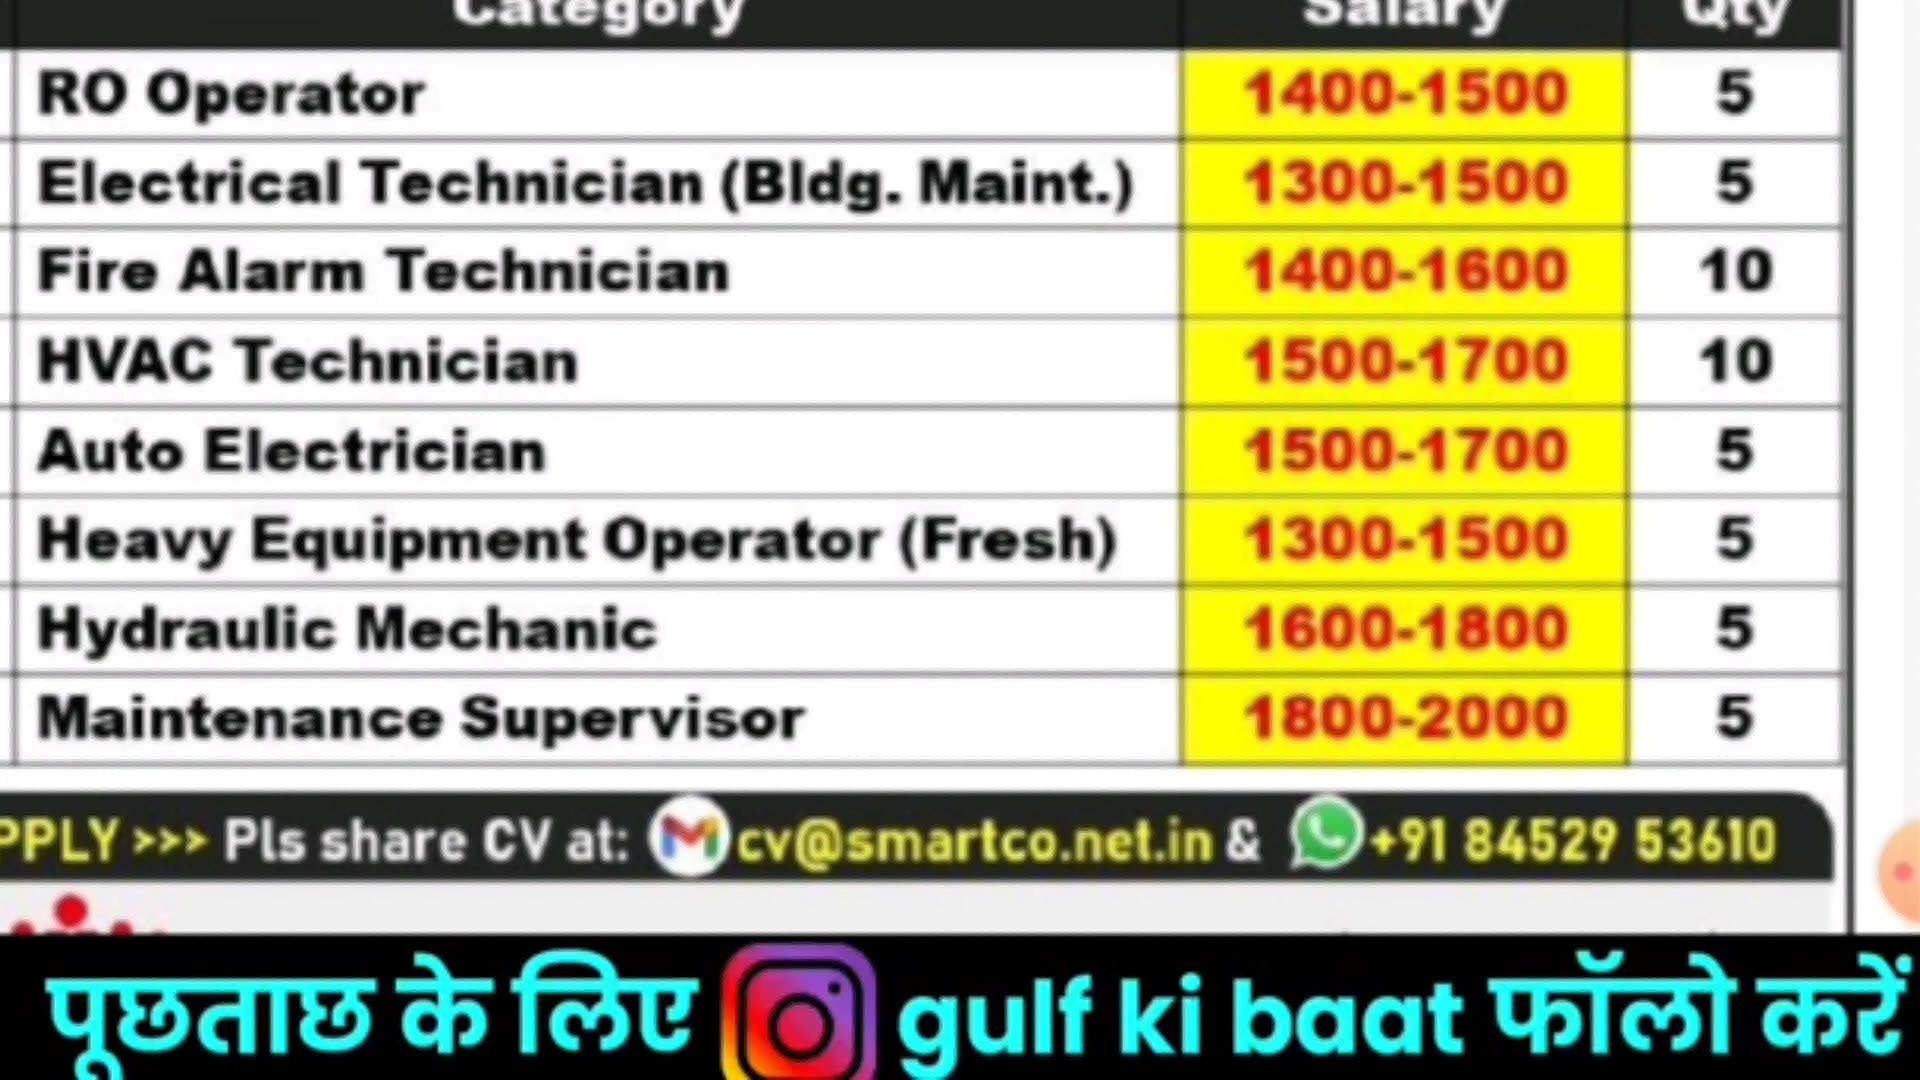 Category Salary Qty
RO Operator 1400-1500 5
Electrical Technician (Bldg. Maint.) 1300-1500 5
Fire Alarm Technician 1400-1600 10
HVAC Technician 1500-1700 10
Auto Electrician 1500-1700 5
Heavy Equipment Operator (Fresh) 1300-1500 5
Hydraulic Mechanic 1600-1800 5
Maintenance Supervisor 1800-2000 5
PPLY >>> Pls share CV at: cv@smartco.net.in & +91 84529 53610
पूछताछ के लिए gulf ki baat फॉलो करें